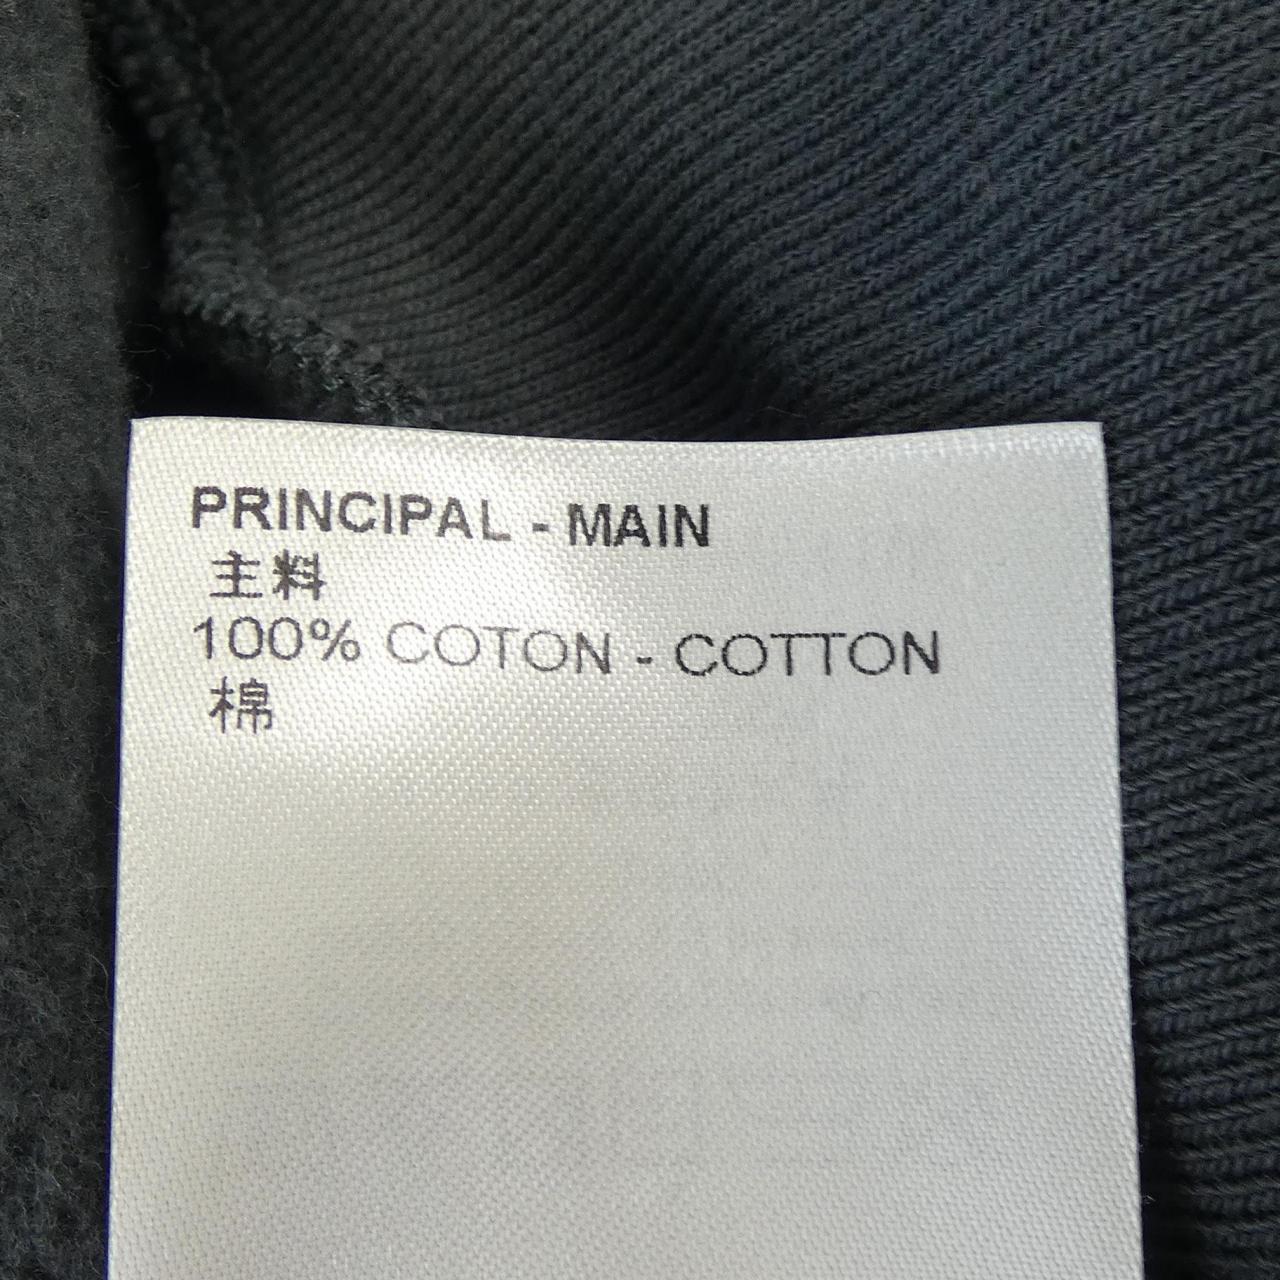 PRINCIPAL - MAIN
主料
100% COTON - COTTON
棉